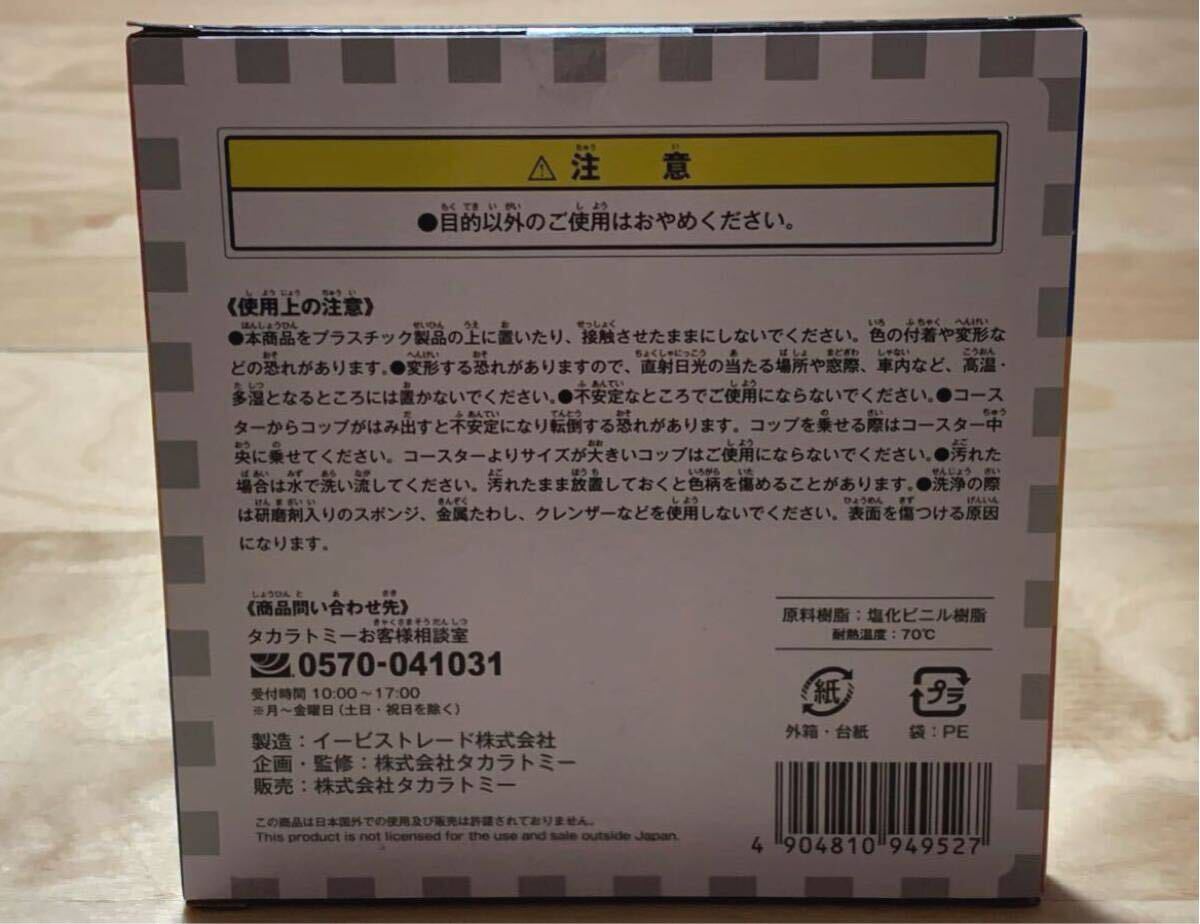 ⚠注意
●目的以外のご使用はおやめください。
《使用上の注意》
●本商品をプラスチック製品の上に置いたり、接触させたままにしないでください。色の付着や変形な
どの恐れがあります。●変形する恐れがありますので、直射日光の当たる場所や窓際、車内など、高温・
多湿となるところには置かないでください。●不安定なところでご使用にならないでください。●コース
ターからコップがはみ出すと不安定になり転倒する恐れがあります。コップを乗せる際はコースター中
央に乗せてください。コースターよりサイズが大きいコップはご使用にならないでください。●汚れた
場合は水で洗い流してください。汚れたまま放置しておくと色柄を傷めることがあります。●洗浄の際
は研磨剤入りのスポンジ、金属たわし、クレンザーなどを使用しないでください。表面を傷つける原因
になります。
《商品問い合わせ先》
タカラトミーお客様相談室
0570-041031
受付時間 10:00～17:00
※月～金曜日(土日・祝日を除く)
製造：イービストレード株式会社
企画・監修：株式会社タカラトミー
販売：株式会社タカラトミー
この商品は日本国外での使用及び販売は許諾されておりません。
This product is not licensed for the use and sale outside Japan.
原料樹脂：塩化ビニル樹脂
耐熱温度：70℃
紙
プラ
外箱・台紙
袋：PE
4 904810 949527